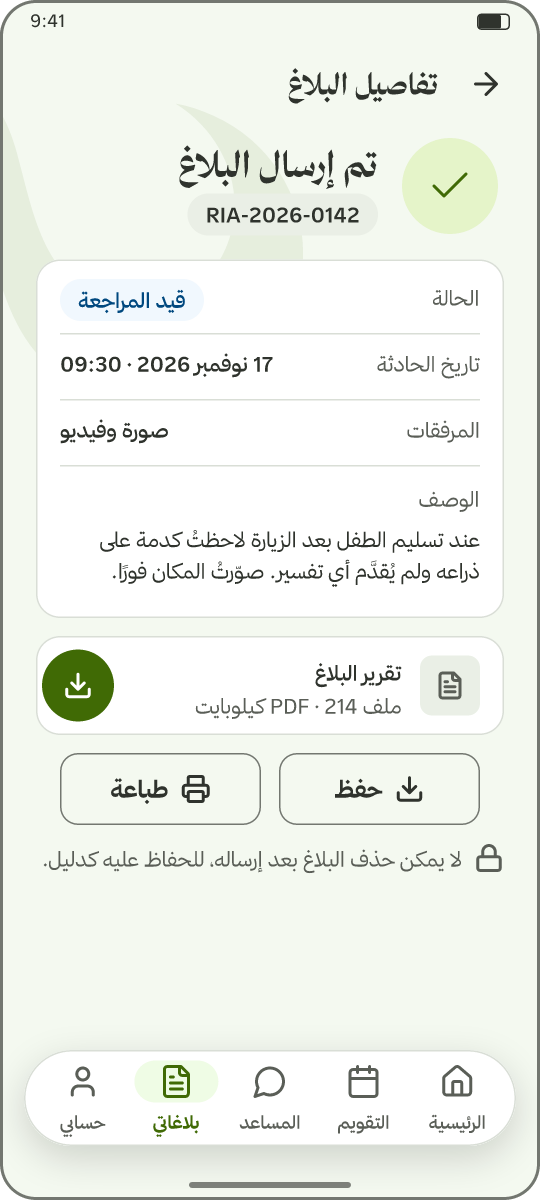 9:41
تفاصيل البلاغ
تم إرسال البلاغ
RIA-2026-0142
الحالة
قيد المراجعة
تاريخ الحادثة
17 نوفمبر 2026 · 09:30
المرفقات
صورة وفيديو
الوصف
عند تسليم الطفل بعد الزيارة لاحظتُ كدمة على
ذراعه ولم يُقدَّم أي تفسير. صوّرتُ المكان فورًا.
تقرير البلاغ
ملف PDF · 214 كيلوبايت
حفظ
طباعة
لا يمكن حذف البلاغ بعد إرساله، للحفاظ عليه كدليل.
الرئيسية
التقويم
المساعد
بلاغاتي
حسابي